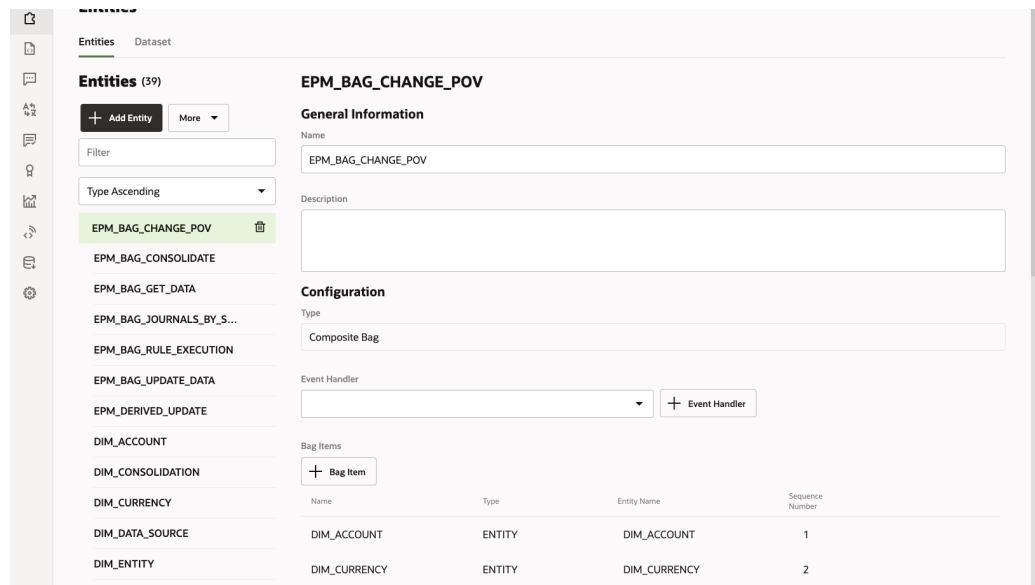 Entities
Entities Dataset
Entities (39)
+ Add Entity More
Filter
Type Ascending
EPM_BAG_CHANGE_POV
EPM_BAG_CONSOLIDATE
EPM_BAG_GET_DATA
EPM_BAG_JOURNALS_BY_S...
EPM_BAG_RULE_EXECUTION
EPM_BAG_UPDATE_DATA
EPM_DERIVED_UPDATE
DIM_ACCOUNT
DIM_CONSOLIDATION
DIM_CURRENCY
DIM_DATA_SOURCE
DIM_ENTITY
EPM_BAG_CHANGE_POV
General Information
Name
EPM_BAG_CHANGE_POV
Description
Configuration
Type
Composite Bag
Event Handler
+ Event Handler
Bag Items
+ Bag Item
Name Type Entity Name Sequence Number
DIM_ACCOUNT ENTITY DIM_ACCOUNT 1
DIM_CURRENCY ENTITY DIM_CURRENCY 2